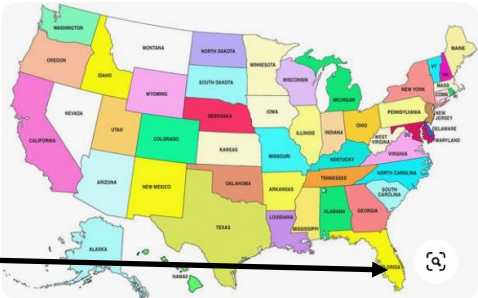 WASHINGTON
MONTANA
NORTH DAKOTA
MINNESOTA
MAINE
OREGON
IDAHO
SOUTH DAKOTA
WISCONSIN
VT
NH
WYOMING
MICHIGAN
NEW YORK
MASS
CONN
NEVADA
NEBRASKA
IOWA
PENNSYLVANIA
NEW
JERSEY
UTAH
COLORADO
ILLINOIS
INDIANA
OHIO
DELAWARE
MARYLAND
CALIFORNIA
KANSAS
MISSOURI
WEST
VIRGINIA
VIRGINIA
KENTUCKY
NORTH CAROLINA
ARIZONA
NEW MEXICO
OKLAHOMA
ARKANSAS
TENNESSEE
SOUTH
CAROLINA
TEXAS
LOUISIANA
MISSISSIPPI
ALABAMA
GEORGIA
ALASKA
HAWAII